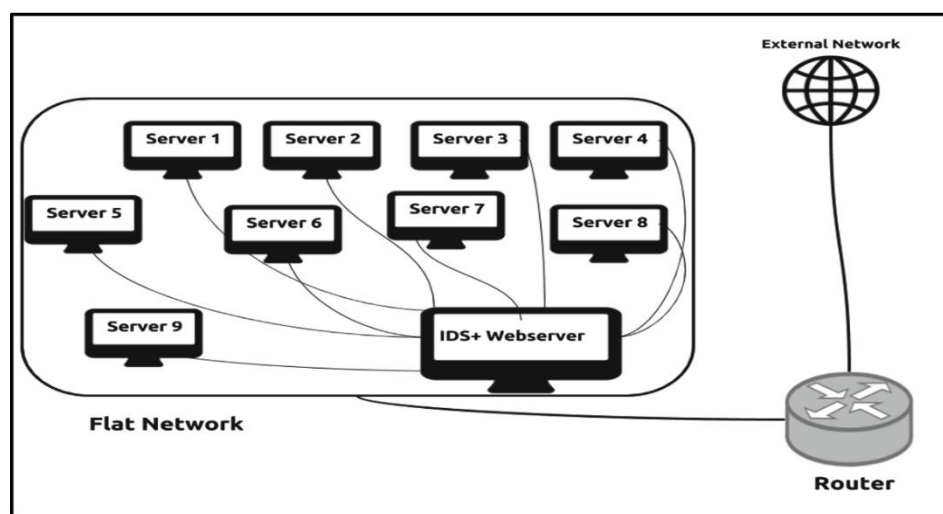 External Network
Server 1
Server 2
Server 3
Server 4
Server 5
Server 6
Server 7
Server 8
Server 9
IDS+ Webserver
Flat Network
Router